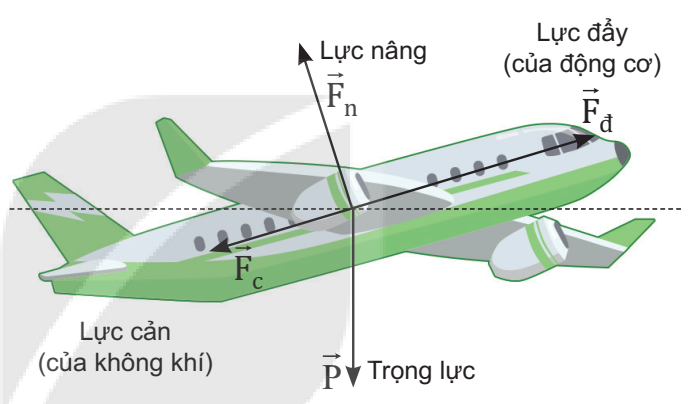 Lực nâng
F⃗n
Lực đẩy
(của động cơ)
F⃗đ
F⃗c
Lực cản
(của không khí)
P⃗
Trọng lực